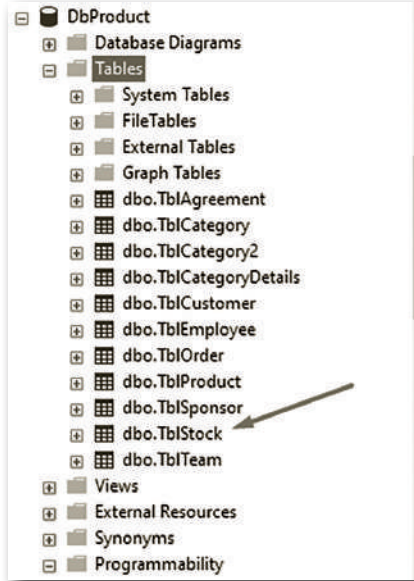 DbProduct
Database Diagrams
Tables
System Tables
FileTables
External Tables
Graph Tables
dbo.TblAgreement
dbo.TblCategory
dbo.TblCategory2
dbo.TblCategoryDetails
dbo.TblCustomer
dbo.TblEmployee
dbo.TblOrder
dbo.TblProduct
dbo.TblSponsor
dbo.TblStock
dbo.TblTeam
Views
External Resources
Synonyms
Programmability